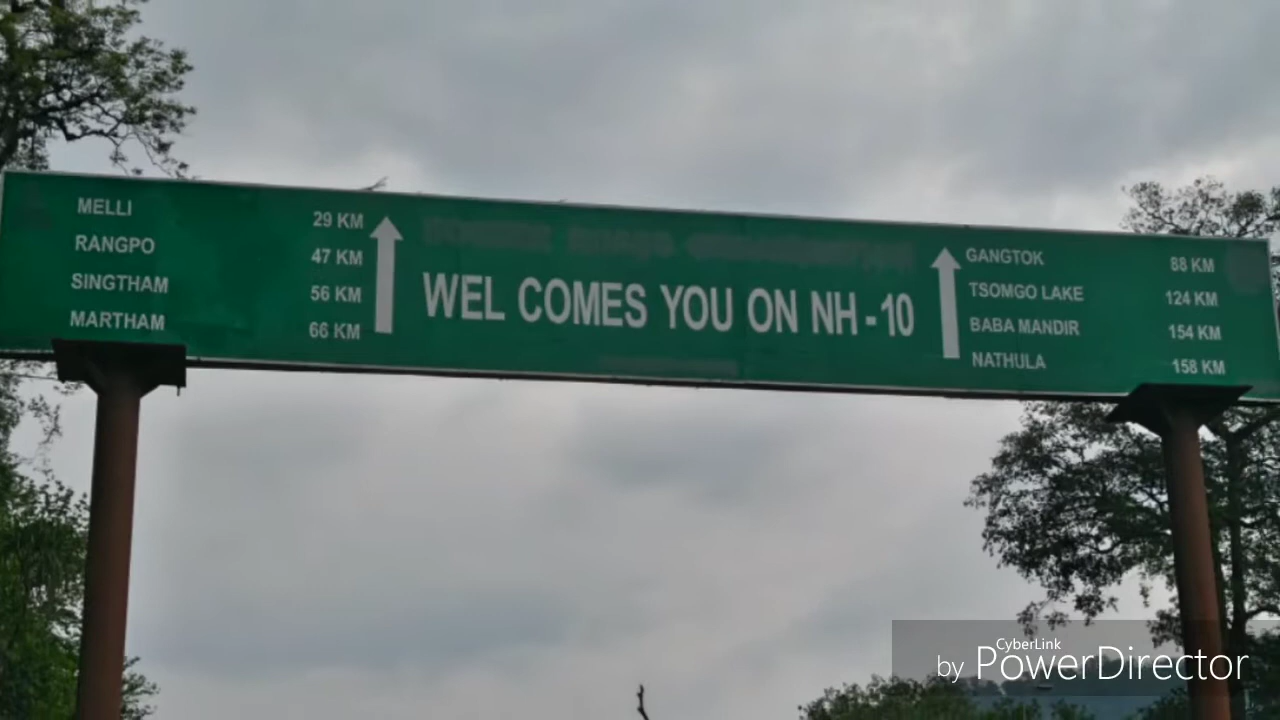 MELLI 29 KM
RANGPO 47 KM
SINGTHAM 56 KM
MARTHAM 66 KM
WEL COMES YOU ON NH-10
GANGTOK 88 KM
TSOMGO LAKE 124 KM
BABA MANDIR 154 KM
NATHULA 158 KM
CyberLink
by PowerDirector